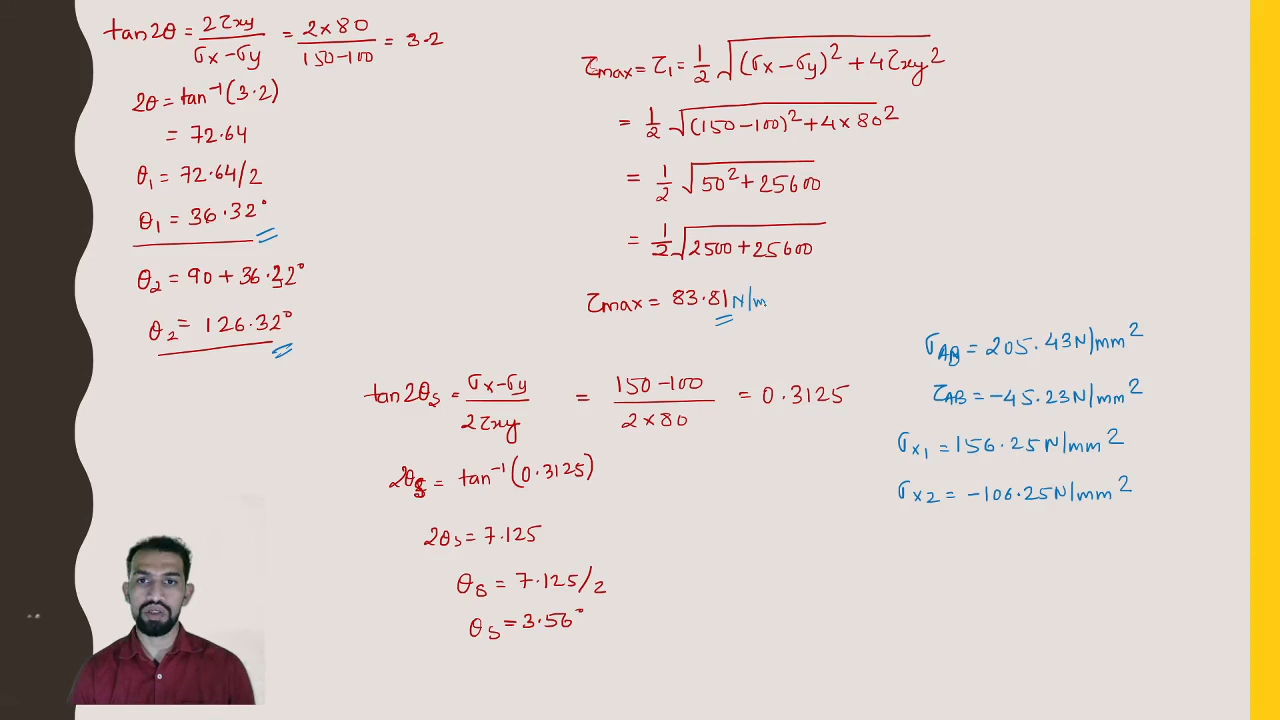 tan2θ = 2τxy / σx-σy = 2×80 / 150-100 = 3.2
2θ = tan⁻¹(3.2)
= 72.64
θ₁ = 72.64/2
θ₁ = 36.32°
θ₂ = 90 + 36.32°
θ₂ = 126.32°
τmax = τ₁ = 1/2 √(σx-σy)² + 4τxy²
= 1/2 √(150-100)² + 4×80²
= 1/2 √50² + 25600
= 1/2 √2500 + 25600
τmax = 83.81 N/m
tan2θs = σx-σy / 2τxy = 150-100 / 2×80 = 0.3125
2θs = tan⁻¹(0.3125)
2θs = 7.125
θs = 7.125/2
θs = 3.56°
σAB = 205.43 N/mm²
τAB = -45.23 N/mm²
σx1 = 156.25 N/mm²
σx2 = -106.25 N/mm²